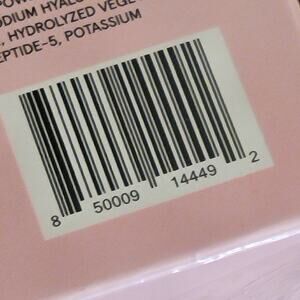 ODIUM HYALU
HYDROLYZED VEGE
EPTIDE-5, POTASSIUM
8 50009 14449 2